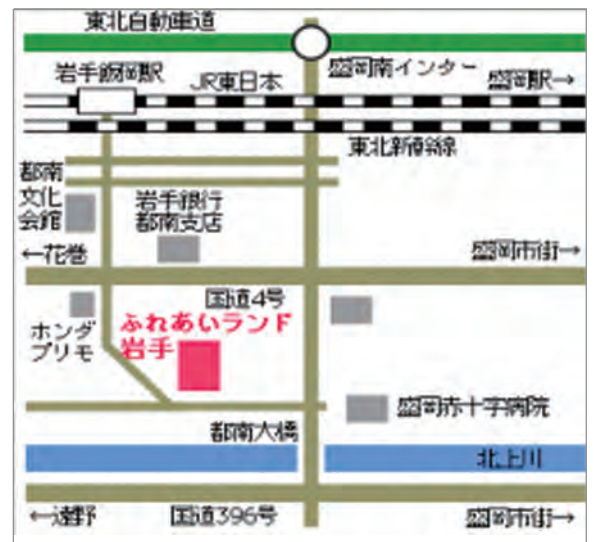 東北自動車道
岩手飯岡駅
JR東日本
盛岡南インター
盛岡駅→
東北新幹線
都南
文化
会館
岩手銀行
都南支店
←花巻
盛岡市街→
国道4号
ホンダ
プリモ
ふれあいランド
岩手
盛岡赤十字病院
都南大橋
北上川
←遠野
国道396号
盛岡市街→